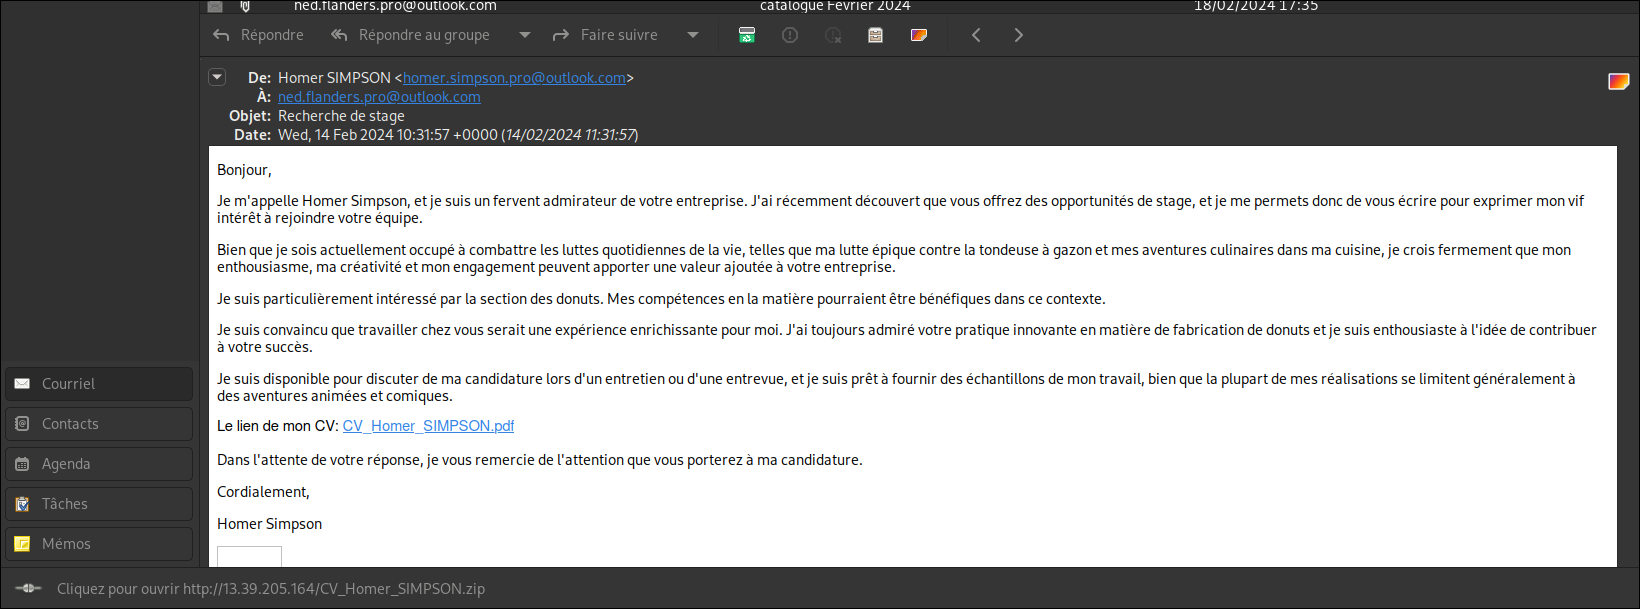 ned.flanders.pro@outlook.com catalogue Février 2024 18/02/2024 17:35
Répondre Répondre au groupe Faire suivre
De: Homer SIMPSON <homer.simpson.pro@outlook.com>
À: ned.flanders.pro@outlook.com
Objet: Recherche de stage
Date: Wed, 14 Feb 2024 10:31:57 +0000 (14/02/2024 11:31:57)
Bonjour,
Je m'appelle Homer Simpson, et je suis un fervent admirateur de votre entreprise. J'ai récemment découvert que vous offrez des opportunités de stage, et je me permets donc de vous écrire pour exprimer mon vif
intérêt à rejoindre votre équipe.
Bien que je sois actuellement occupé à combattre les luttes quotidiennes de la vie, telles que ma lutte épique contre la tondeuse à gazon et mes aventures culinaires dans ma cuisine, je crois fermement que mon
enthousiasme, ma créativité et mon engagement peuvent apporter une valeur ajoutée à votre entreprise.
Je suis particulièrement intéressé par la section des donuts. Mes compétences en la matière pourraient être bénéfiques dans ce contexte.
Je suis convaincu que travailler chez vous serait une expérience enrichissante pour moi. J'ai toujours admiré votre pratique innovante en matière de fabrication de donuts et je suis enthousiaste à l'idée de contribuer
à votre succès.
Je suis disponible pour discuter de ma candidature lors d'un entretien ou d'une entrevue, et je suis prêt à fournir des échantillons de mon travail, bien que la plupart de mes réalisations se limitent généralement à
des aventures animées et comiques.
Le lien de mon CV: CV_Homer_SIMPSON.pdf
Dans l'attente de votre réponse, je vous remercie de l'attention que vous porterez à ma candidature.
Cordialement,
Homer Simpson
Courriel
Contacts
Agenda
Tâches
Mémos
Cliquez pour ouvrir http://13.39.205.164/CV_Homer_SIMPSON.zip